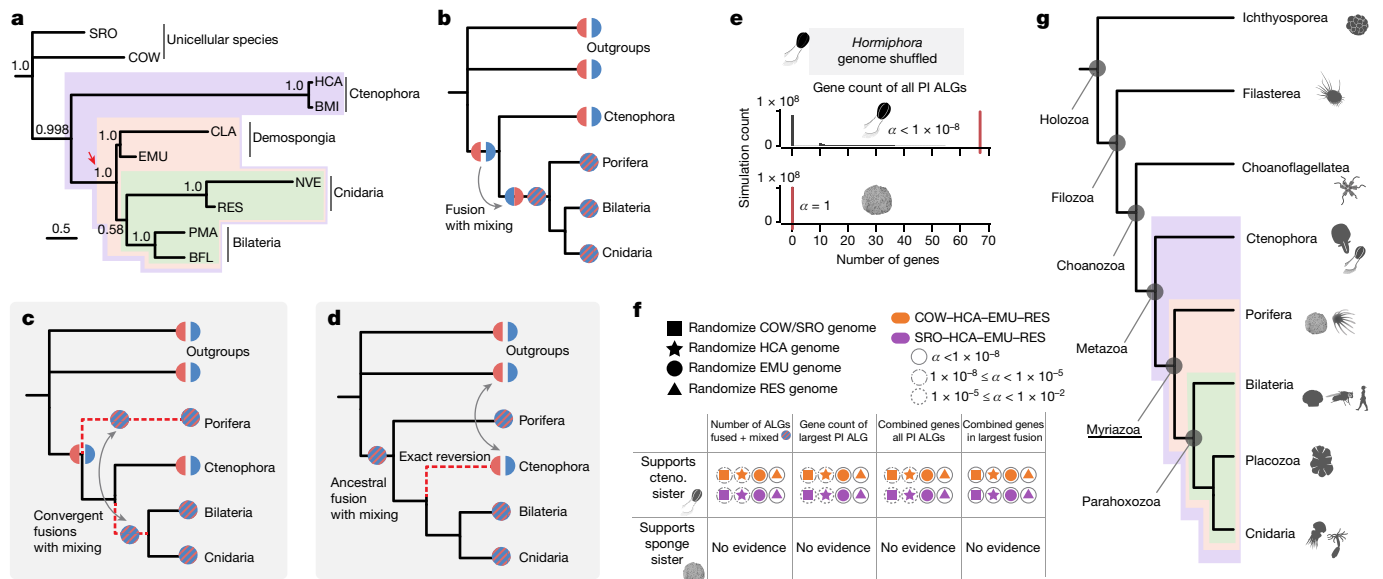 a
SRO
COW
Unicellular species
1.0
1.0
HCA
BMI
Ctenophora
0.998
1.0
CLA
Demospongia
EMU
1.0
1.0
NVE
RES
Cnidaria
0.5
0.58
1.0
PMA
BFL
Bilateria
b
Outgroups
Ctenophora
Porifera
Bilateria
Cnidaria
Fusion
with mixing
c
Outgroups
Porifera
Ctenophora
Bilateria
Cnidaria
Convergent
fusions
with mixing
d
Outgroups
Porifera
Exact reversion
Ctenophora
Ancestral
fusion
with mixing
Bilateria
Cnidaria
e
Hormiphora
genome shuffled
Gene count of all PI ALGs
Simulation count
1 × 10⁸
0
α < 1 × 10⁻⁸
1 × 10⁸
0
α = 1
0 10 20 30 40 50 60 70
Number of genes
f
Randomize COW/SRO genome
Randomize HCA genome
Randomize EMU genome
Randomize RES genome
COW–HCA–EMU–RES
SRO–HCA–EMU–RES
α <1 × 10⁻⁸
1 × 10⁻⁸ ≤ α < 1 × 10⁻⁵
1 × 10⁻⁵ ≤ α < 1 × 10⁻²
Number of ALGs
fused + mixed
Gene count of
largest PI ALG
Combined genes
all PI ALGs
Combined genes
in largest fusion
Supports
cteno.
sister
Supports
sponge
sister
No evidence
No evidence
No evidence
No evidence
g
Ichthyosporea
Filasterea
Choanoflagellatea
Ctenophora
Porifera
Bilateria
Placozoa
Cnidaria
Holozoa
Filozoa
Choanozoa
Metazoa
Myriazoa
Parahoxozoa